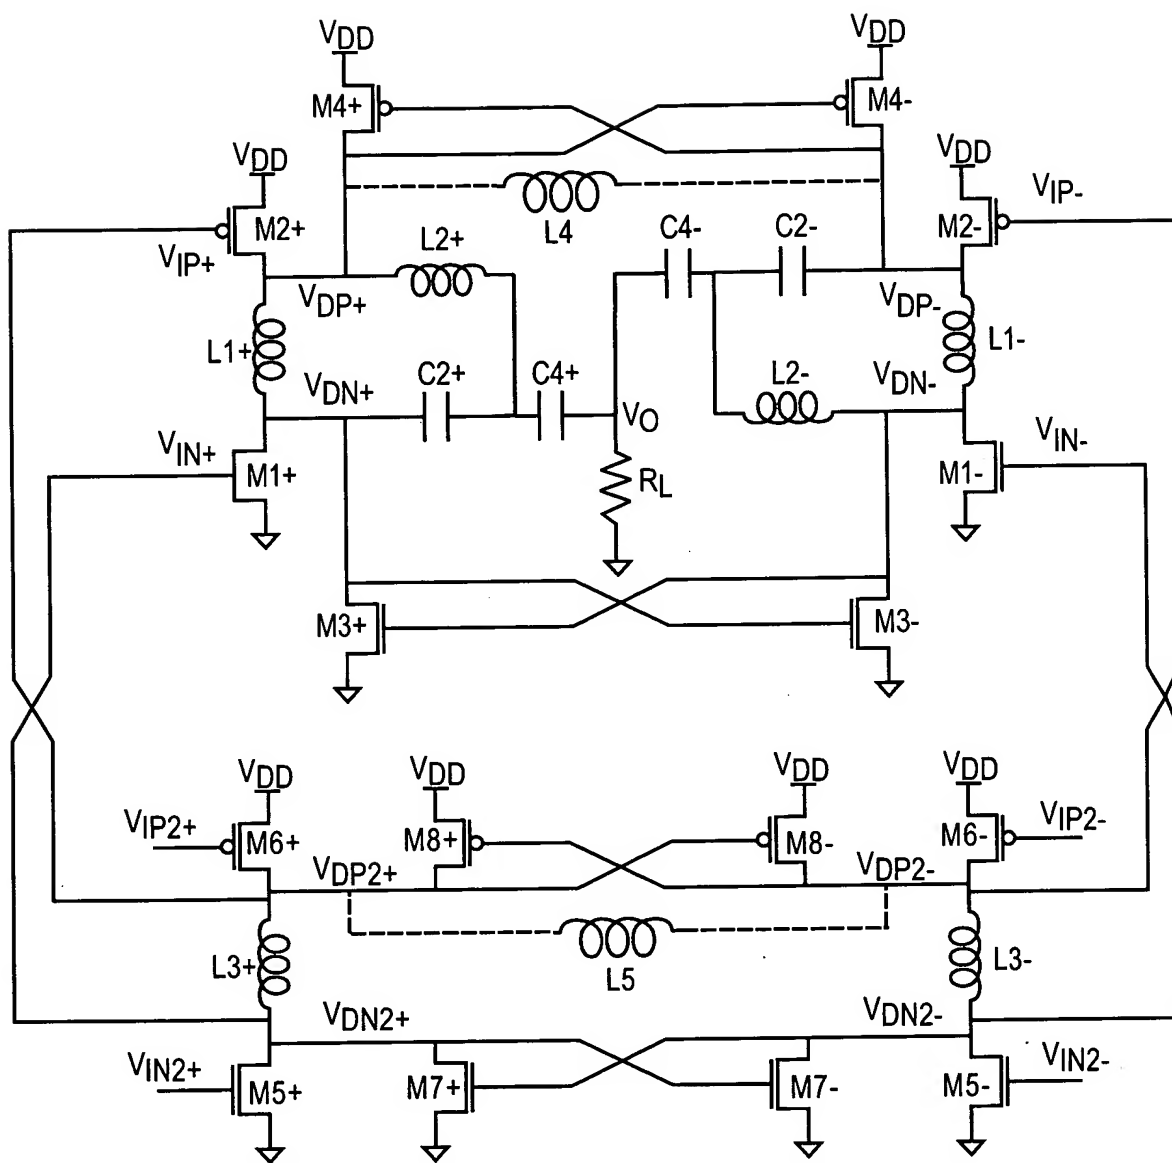 VDD VDD
M4+ M4-
VDD VDD
VIP-
M2+ L4 C4- C2- M2-
VIP+ L2+
VDP+ VDP-
L1+ L1-
L2-
VDN+ C2+ C4+ VDN-
VO
VIN+ VIN-
M1+ RL M1-
M3+ M3-
VDD VDD VDD VDD
VIP2+ VIP2-
M6+ M8+ M8- M6-
VDP2+ VDP2-
L3+ L5 L3-
VDN2+ VDN2-
VIN2+ VIN2-
M5+ M7+ M7- M5-